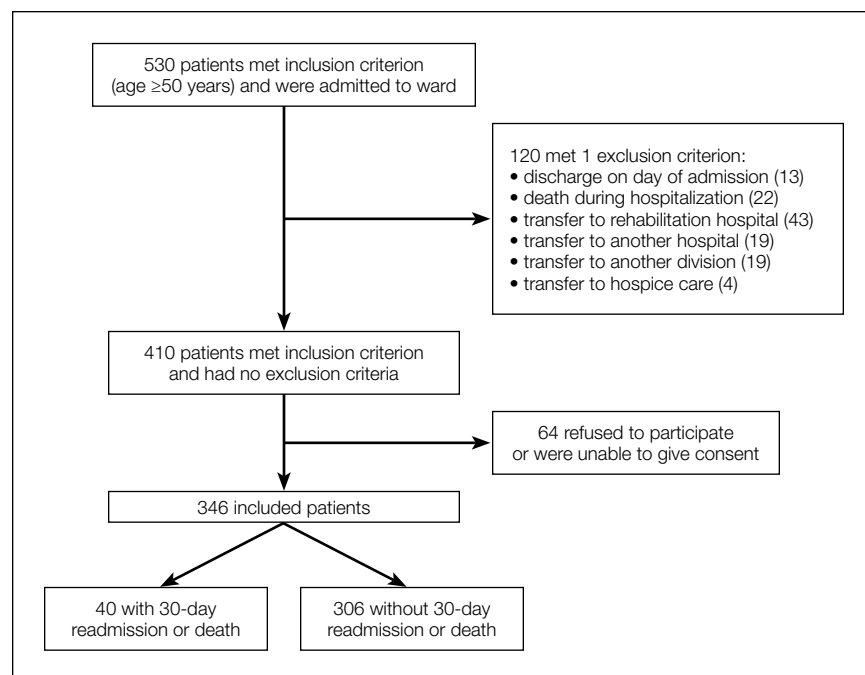 530 patients met inclusion criterion
(age ≥50 years) and were admitted to ward
120 met 1 exclusion criterion:
• discharge on day of admission (13)
• death during hospitalization (22)
• transfer to rehabilitation hospital (43)
• transfer to another hospital (19)
• transfer to another division (19)
• transfer to hospice care (4)
410 patients met inclusion criterion
and had no exclusion criteria
64 refused to participate
or were unable to give consent
346 included patients
40 with 30-day
readmission or death
306 without 30-day
readmission or death